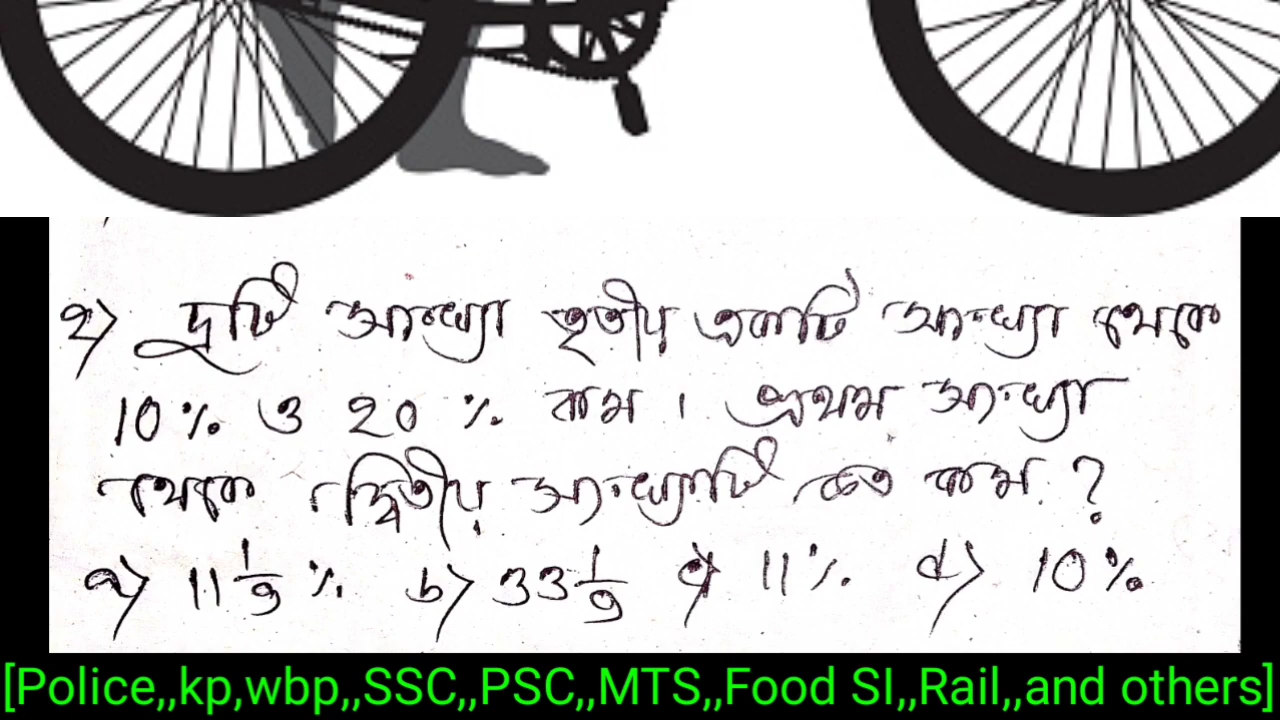 ২) দুটি সংখ্যা তৃতীয় একটি সংখ্যা থেকে
10% ও 20 % কম । প্রথম সংখ্যা
থেকে দ্বিতীয় সংখ্যাটি কত কম ?
a) 11 1/9 % b) 33 1/9 c) 11% d) 10%
[Police,,kp,wbp,,SSC,,PSC,,MTS,,Food SI,,Rail,,and others]